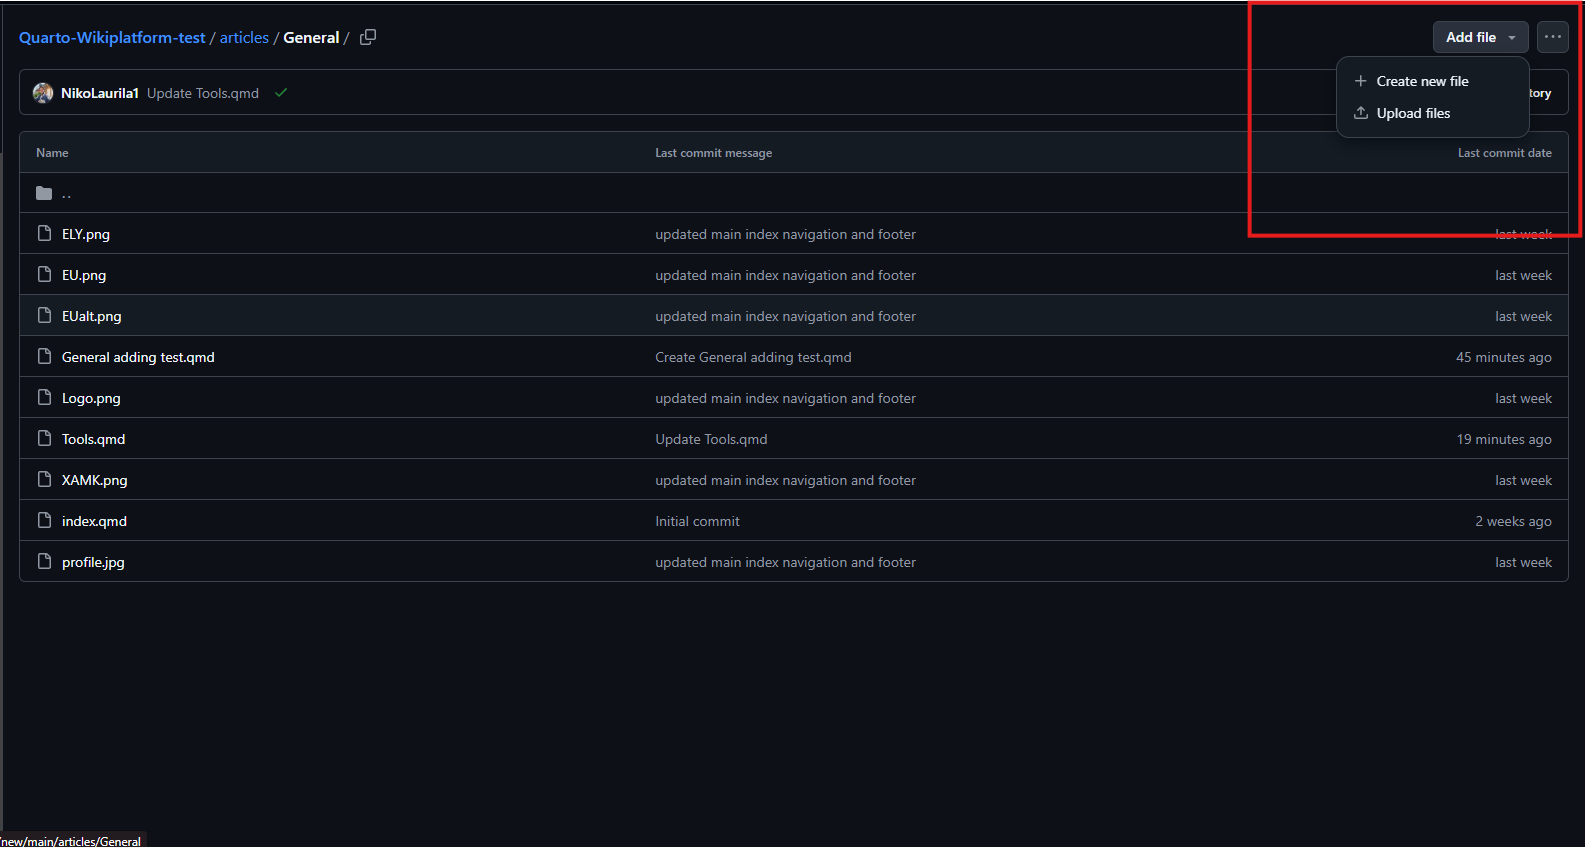 Quarto-Wikiplatform-test / articles / General /
Add file
Create new file
Upload files
NikoLaurila1 Update Tools.qmd
tory
Name Last commit message Last commit date
..
ELY.png updated main index navigation and footer last week
EU.png updated main index navigation and footer last week
EUalt.png updated main index navigation and footer last week
General adding test.qmd Create General adding test.qmd 45 minutes ago
Logo.png updated main index navigation and footer last week
Tools.qmd Update Tools.qmd 19 minutes ago
XAMK.png updated main index navigation and footer last week
index.qmd Initial commit 2 weeks ago
profile.jpg updated main index navigation and footer last week
/new/main/articles/General